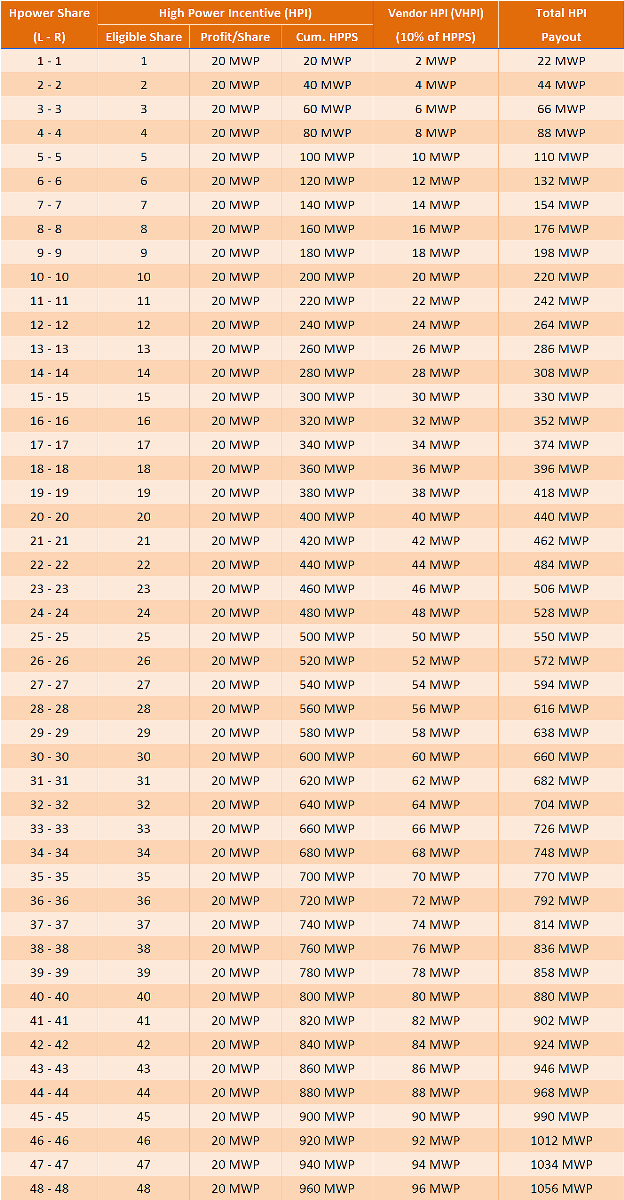 Hpower Share High Power Incentive (HPI) Vendor HPI (VHPI) Total HPI
(L - R) Eligible Share Profit/Share Cum. HPPS (10% of HPPS) Payout
1 - 1 1 20 MWP 20 MWP 2 MWP 22 MWP
2 - 2 2 20 MWP 40 MWP 4 MWP 44 MWP
3 - 3 3 20 MWP 60 MWP 6 MWP 66 MWP
4 - 4 4 20 MWP 80 MWP 8 MWP 88 MWP
5 - 5 5 20 MWP 100 MWP 10 MWP 110 MWP
6 - 6 6 20 MWP 120 MWP 12 MWP 132 MWP
7 - 7 7 20 MWP 140 MWP 14 MWP 154 MWP
8 - 8 8 20 MWP 160 MWP 16 MWP 176 MWP
9 - 9 9 20 MWP 180 MWP 18 MWP 198 MWP
10 - 10 10 20 MWP 200 MWP 20 MWP 220 MWP
11 - 11 11 20 MWP 220 MWP 22 MWP 242 MWP
12 - 12 12 20 MWP 240 MWP 24 MWP 264 MWP
13 - 13 13 20 MWP 260 MWP 26 MWP 286 MWP
14 - 14 14 20 MWP 280 MWP 28 MWP 308 MWP
15 - 15 15 20 MWP 300 MWP 30 MWP 330 MWP
16 - 16 16 20 MWP 320 MWP 32 MWP 352 MWP
17 - 17 17 20 MWP 340 MWP 34 MWP 374 MWP
18 - 18 18 20 MWP 360 MWP 36 MWP 396 MWP
19 - 19 19 20 MWP 380 MWP 38 MWP 418 MWP
20 - 20 20 20 MWP 400 MWP 40 MWP 440 MWP
21 - 21 21 20 MWP 420 MWP 42 MWP 462 MWP
22 - 22 22 20 MWP 440 MWP 44 MWP 484 MWP
23 - 23 23 20 MWP 460 MWP 46 MWP 506 MWP
24 - 24 24 20 MWP 480 MWP 48 MWP 528 MWP
25 - 25 25 20 MWP 500 MWP 50 MWP 550 MWP
26 - 26 26 20 MWP 520 MWP 52 MWP 572 MWP
27 - 27 27 20 MWP 540 MWP 54 MWP 594 MWP
28 - 28 28 20 MWP 560 MWP 56 MWP 616 MWP
29 - 29 29 20 MWP 580 MWP 58 MWP 638 MWP
30 - 30 30 20 MWP 600 MWP 60 MWP 660 MWP
31 - 31 31 20 MWP 620 MWP 62 MWP 682 MWP
32 - 32 32 20 MWP 640 MWP 64 MWP 704 MWP
33 - 33 33 20 MWP 660 MWP 66 MWP 726 MWP
34 - 34 34 20 MWP 680 MWP 68 MWP 748 MWP
35 - 35 35 20 MWP 700 MWP 70 MWP 770 MWP
36 - 36 36 20 MWP 720 MWP 72 MWP 792 MWP
37 - 37 37 20 MWP 740 MWP 74 MWP 814 MWP
38 - 38 38 20 MWP 760 MWP 76 MWP 836 MWP
39 - 39 39 20 MWP 780 MWP 78 MWP 858 MWP
40 - 40 40 20 MWP 800 MWP 80 MWP 880 MWP
41 - 41 41 20 MWP 820 MWP 82 MWP 902 MWP
42 - 42 42 20 MWP 840 MWP 84 MWP 924 MWP
43 - 43 43 20 MWP 860 MWP 86 MWP 946 MWP
44 - 44 44 20 MWP 880 MWP 88 MWP 968 MWP
45 - 45 45 20 MWP 900 MWP 90 MWP 990 MWP
46 - 46 46 20 MWP 920 MWP 92 MWP 1012 MWP
47 - 47 47 20 MWP 940 MWP 94 MWP 1034 MWP
48 - 48 48 20 MWP 960 MWP 96 MWP 1056 MWP